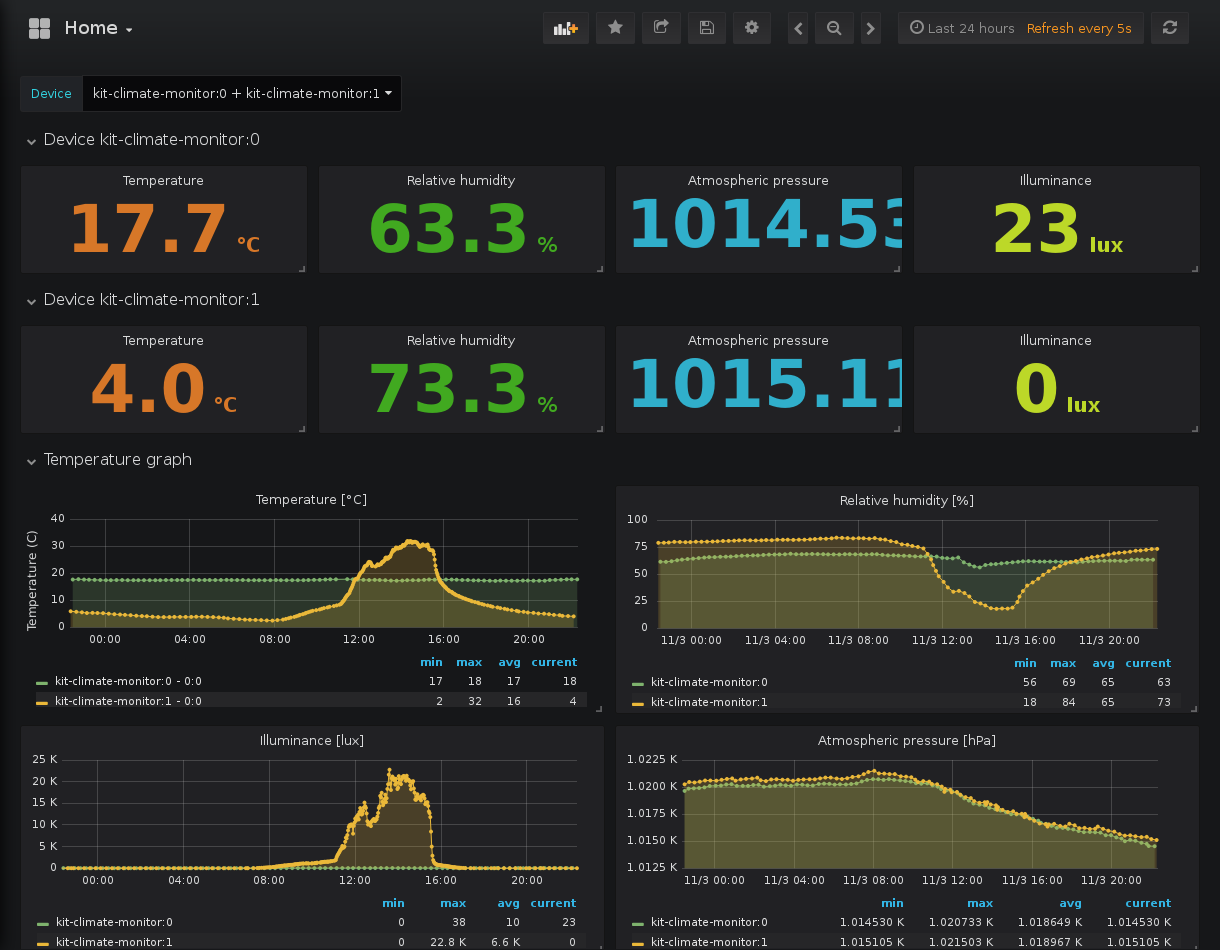 Home
Last 24 hours Refresh every 5s
Device kit-climate-monitor:0 + kit-climate-monitor:1
Device kit-climate-monitor:0
Temperature Relative humidity Atmospheric pressure Illuminance
17.7 °C 63.3 % 1014.53 23 lux
Device kit-climate-monitor:1
Temperature Relative humidity Atmospheric pressure Illuminance
4.0 °C 73.3 % 1015.11 0 lux
Temperature graph
Temperature [°C]
Temperature (C)
40
30
20
10
0
00:00 04:00 08:00 12:00 16:00 20:00
min max avg current
kit-climate-monitor:0 - 0:0 17 18 17 18
kit-climate-monitor:1 - 0:0 2 32 16 4
Relative humidity [%]
100
75
50
25
0
11/3 00:00 11/3 04:00 11/3 08:00 11/3 12:00 11/3 16:00 11/3 20:00
min max avg current
kit-climate-monitor:0 56 69 65 63
kit-climate-monitor:1 18 84 65 73
Illuminance [lux]
25 K
20 K
15 K
10 K
5 K
0
00:00 04:00 08:00 12:00 16:00 20:00
min max avg current
kit-climate-monitor:0 0 38 10 23
kit-climate-monitor:1 0 22.8 K 6.6 K 0
Atmospheric pressure [hPa]
1.0225 K
1.0200 K
1.0175 K
1.0150 K
1.0125 K
11/3 00:00 11/3 04:00 11/3 08:00 11/3 12:00 11/3 16:00 11/3 20:00
min max avg current
kit-climate-monitor:0 1.014530 K 1.020733 K 1.018649 K 1.014530 K
kit-climate-monitor:1 1.015105 K 1.021503 K 1.018967 K 1.015105 K